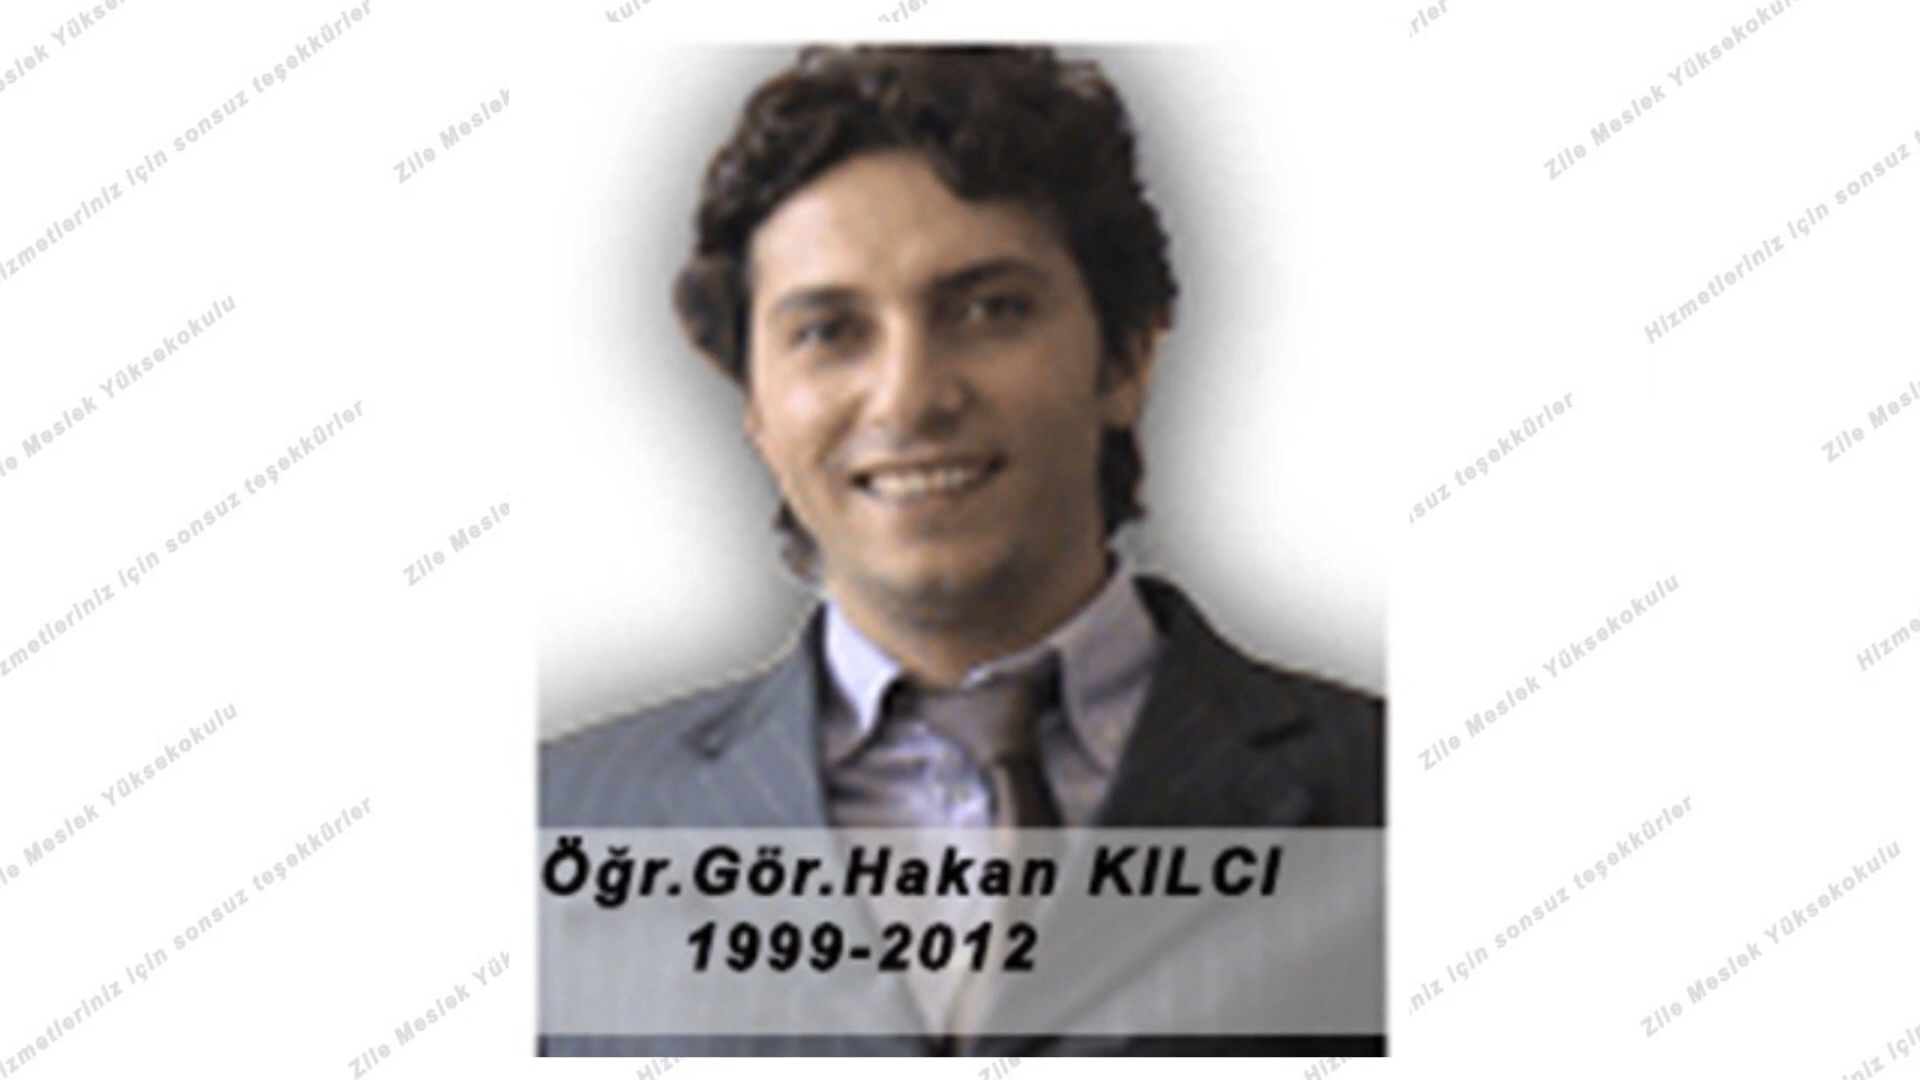 Öğr.Gör.Hakan KILCI
1999-2012
Zile Meslek Yüksekokulu
Hizmetleriniz için sonsuz teşekkürler